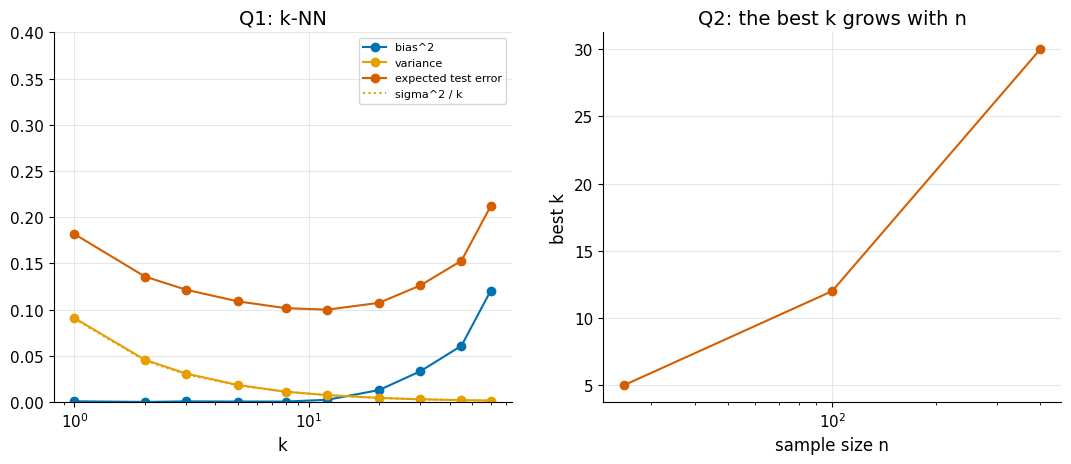 Q1: k-NN
0.40
0.35
0.30
0.25
0.20
0.15
0.10
0.05
0.00
bias^2
variance
expected test error
sigma^2 / k
10^0
10^1
k
Q2: the best k grows with n
30
25
20
15
10
5
best k
10^2
sample size n